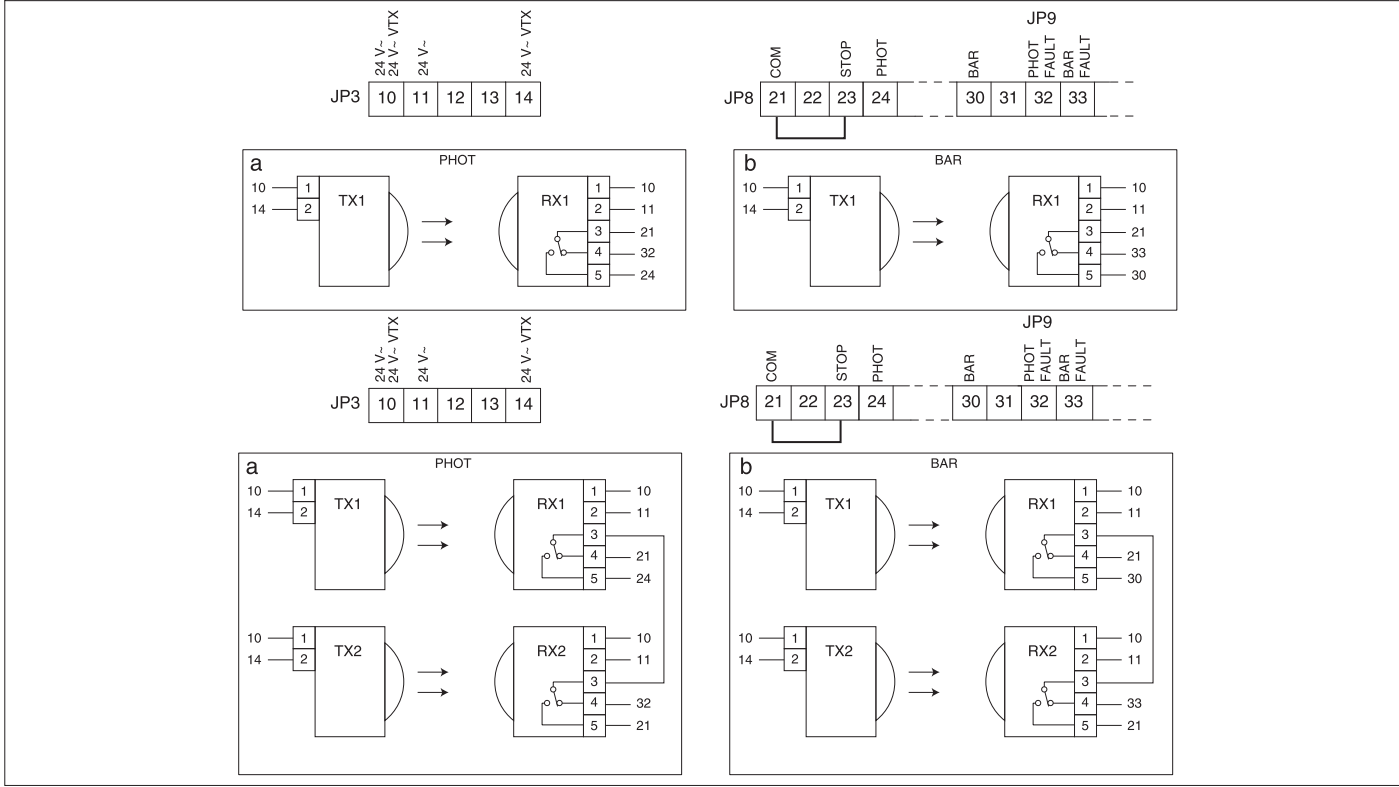 JP9
24 V~
24 V~ VTX
24 V~
24 V~ VTX
COM
STOP
PHOT
BAR
PHOT
FAULT
BAR
FAULT
JP3 10 11 12 13 14
JP8 21 22 23 24 30 31 32 33
a PHOT
10 1 TX1 RX1 1 10
14 2 2 11
3 21
4 32
5 24
b BAR
10 1 TX1 RX1 1 10
14 2 2 11
3 21
4 33
5 30
JP9
24 V~
24 V~ VTX
24 V~
24 V~ VTX
COM
STOP
PHOT
BAR
PHOT
FAULT
BAR
FAULT
JP3 10 11 12 13 14
JP8 21 22 23 24 30 31 32 33
a PHOT
10 1 TX1 RX1 1 10
14 2 2 11
3
4 21
5 24
10 1 TX2 RX2 1 10
14 2 2 11
3
4 32
5 21
b BAR
10 1 TX1 RX1 1 10
14 2 2 11
3
4 21
5 30
10 1 TX2 RX2 1 10
14 2 2 11
3
4 33
5 21